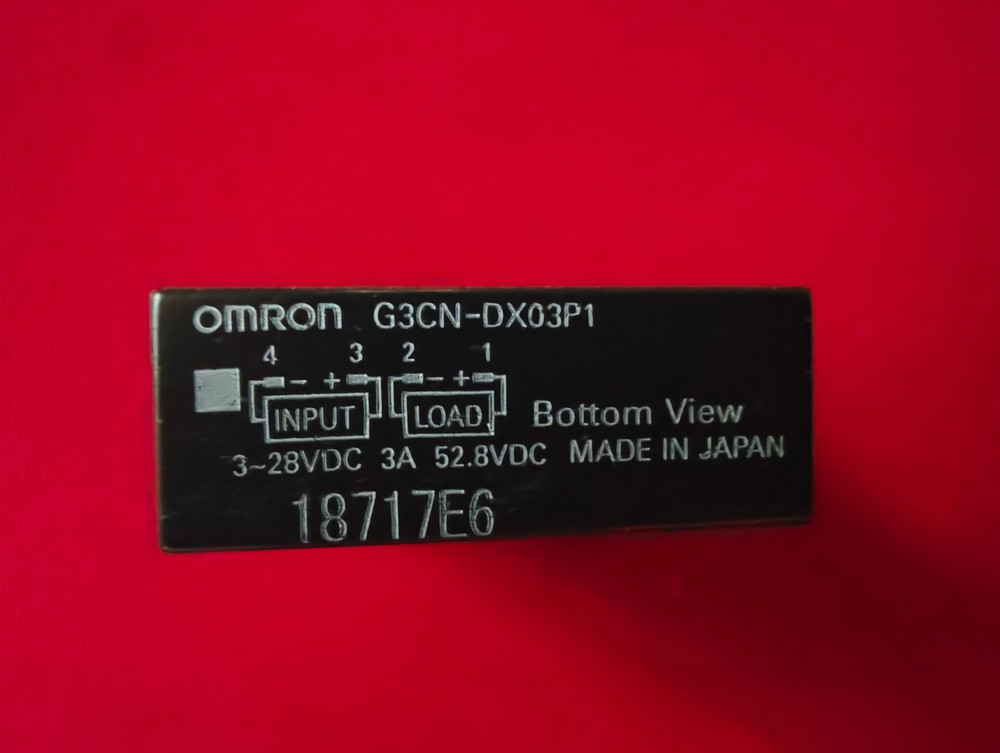 OMRON G3CN-DX03P1
4 3 2 1
- + - +
INPUT LOAD Bottom View
3~28VDC 3A 52.8VDC MADE IN JAPAN
18717E6